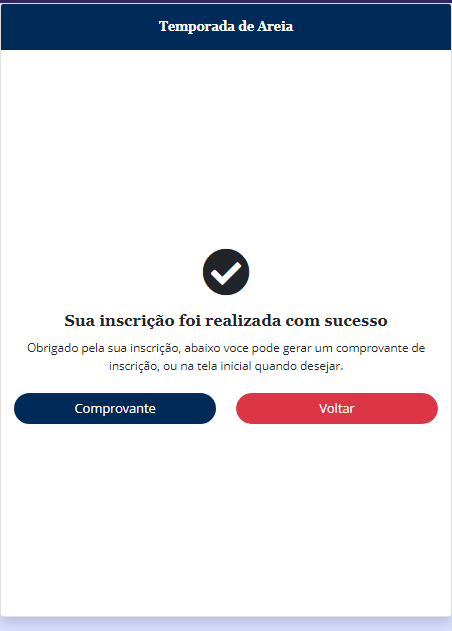 Temporada de Areia
Sua inscrição foi realizada com sucesso
Obrigado pela sua inscrição, abaixo voce pode gerar um comprovante de
inscrição, ou na tela inicial quando desejar.
Comprovante
Voltar